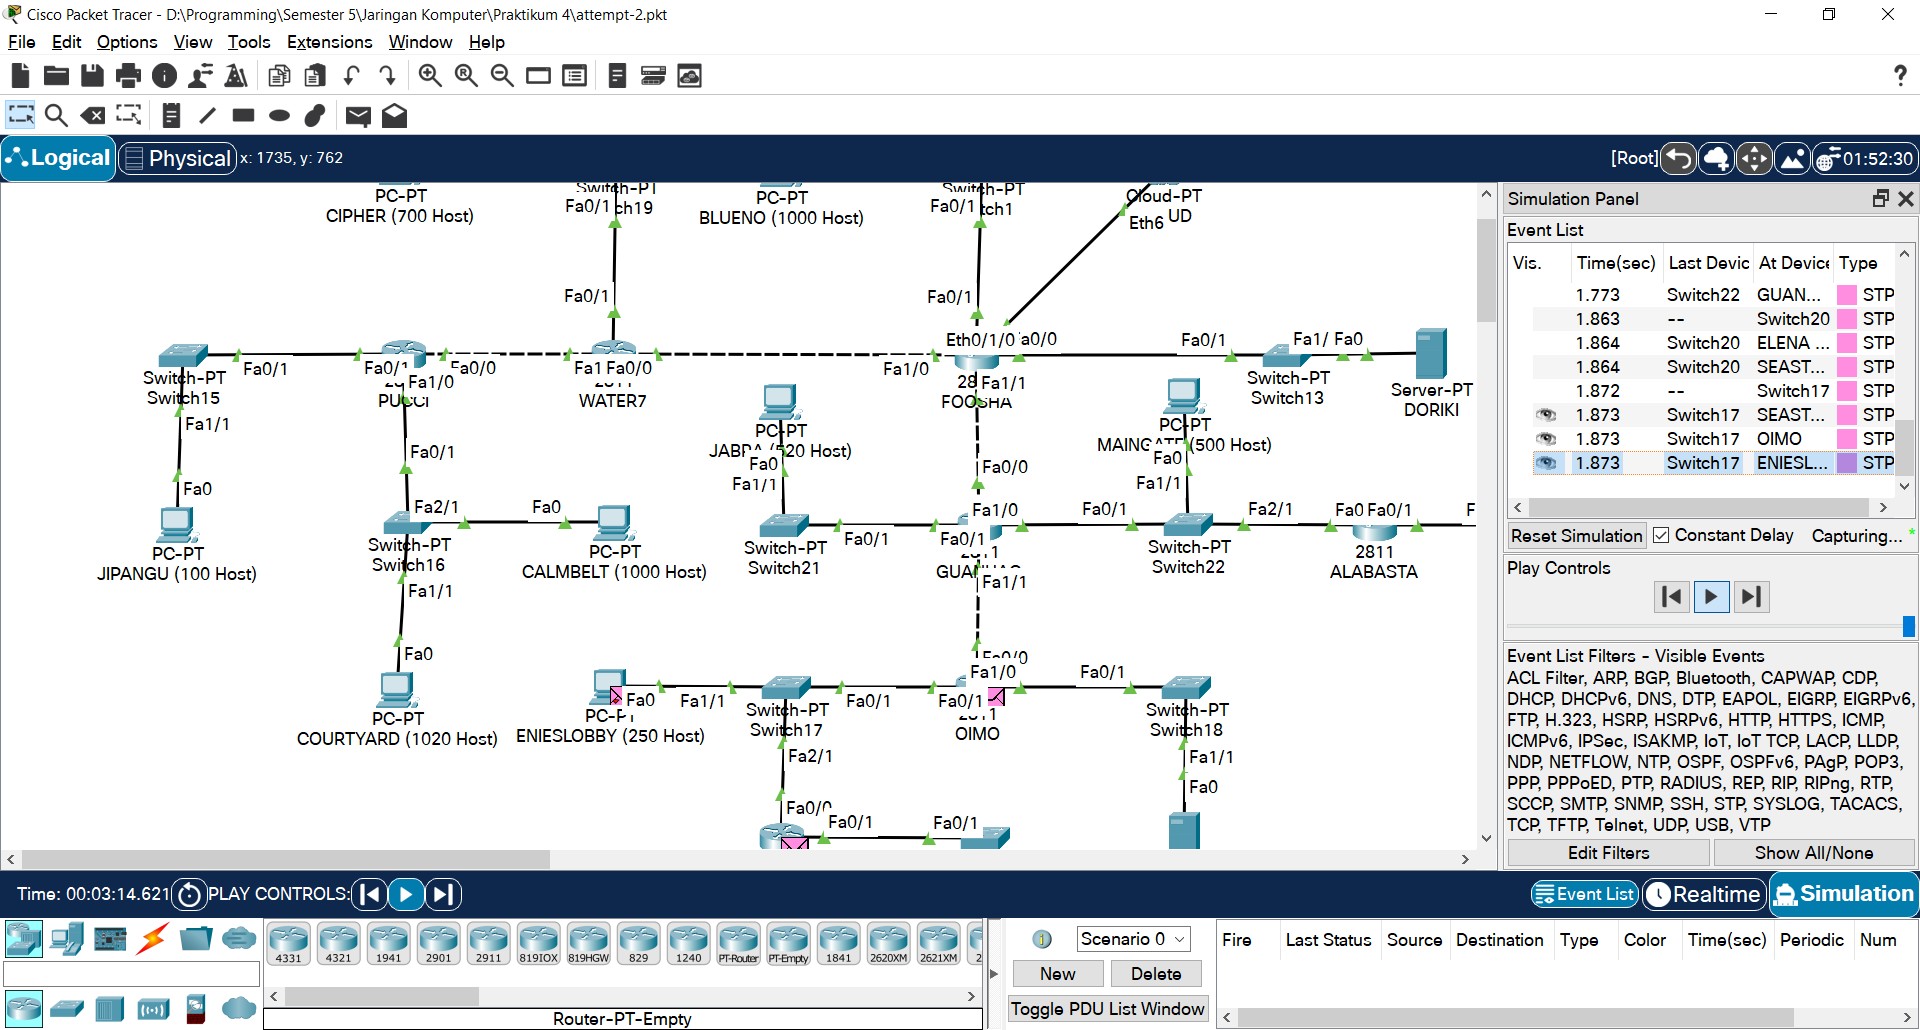 Cisco Packet Tracer - D:\Programming\Semester 5\Jaringan Komputer\Praktikum 4\attempt-2.pkt
File Edit Options View Tools Extensions Window Help
?
Logical Physical x: 1735, y: 762
[Root] 01:52:30
PC-PT
CIPHER (700 Host)
Switch-PT
Fa0/1 ch19
PC-PT
BLUENO (1000 Host)
Switch-PT
Fa0/1 tch1
Cloud-PT
Eth6 UD
Fa0/1
Fa0/1
Switch-PT
Switch15
Fa0/1
Fa0/1
Fa1/0
Fa0/0
PUCCI
Fa1 Fa0/0
WATER7
Fa1/0
Eth0/1/0 a0/0
28 Fa1/1
FOOSHA
Fa0/1
Fa1/ Fa0
Switch-PT
Switch13
Server-PT
DORIKI
Fa1/1
Fa0
PC-PT
JIPANGU (100 Host)
Fa0/1
Fa2/1
Fa0
Switch-PT
Switch16
PC-PT
CALMBELT (1000 Host)
Fa1/1
Fa0
PC-PT
COURTYARD (1020 Host)
PC-PT
JABRA (520 Host)
Fa0
Fa1/1
Switch-PT
Switch21
Fa0/1
Fa0/0
Fa1/0
Fa0/1
Fa1/1
PC-PT
MAINGATE (500 Host)
Fa0
Fa1/1
Fa0/1
Switch-PT
Switch22
Fa2/1
Fa0 Fa0/1
2811
ALABASTA
F
Fa0
PC-PT
ENIESLOBBY (250 Host)
Fa1/1
Switch-PT
Switch17
Fa0/1
Fa0/0
Fa1/0
Fa0/1
2811
OIMO
Fa0/1
Switch-PT
Switch18
Fa1/1
Fa0
Fa2/1
Fa0/0
Fa0/1
Fa0/1
Simulation Panel
Event List
Vis. Time(sec) Last Devic At Device Type
1.773 Switch22 GUAN... STP
1.863 -- Switch20 STP
1.864 Switch20 ELENA ... STP
1.864 Switch20 SEAST... STP
1.872 -- Switch17 STP
1.873 Switch17 SEAST... STP
1.873 Switch17 OIMO STP
1.873 Switch17 ENIESL... STP
Reset Simulation Constant Delay Capturing... *
Play Controls
Event List Filters - Visible Events
ACL Filter, ARP, BGP, Bluetooth, CAPWAP, CDP,
DHCP, DHCPv6, DNS, DTP, EAPOL, EIGRP, EIGRPv6,
FTP, H.323, HSRP, HSRPv6, HTTP, HTTPS, ICMP,
ICMPv6, IPSec, ISAKMP, IoT, IoT TCP, LACP, LLDP,
NDP, NETFLOW, NTP, OSPF, OSPFv6, PAgP, POP3,
PPP, PPPoED, PTP, RADIUS, REP, RIP, RIPng, RTP,
SCCP, SMTP, SNMP, SSH, STP, SYSLOG, TACACS,
TCP, TFTP, Telnet, UDP, USB, VTP
Edit Filters Show All/None
Time: 00:03:14.621 PLAY CONTROLS:
Event List Realtime Simulation
4331 4321 1941 2901 2911 819IOX 819HGW 829 1240 PT-Router PT-Empty 1841 2620XM 2621XM 2
Router-PT-Empty
Scenario 0
New Delete
Toggle PDU List Window
Fire Last Status Source Destination Type Color Time(sec) Periodic Num